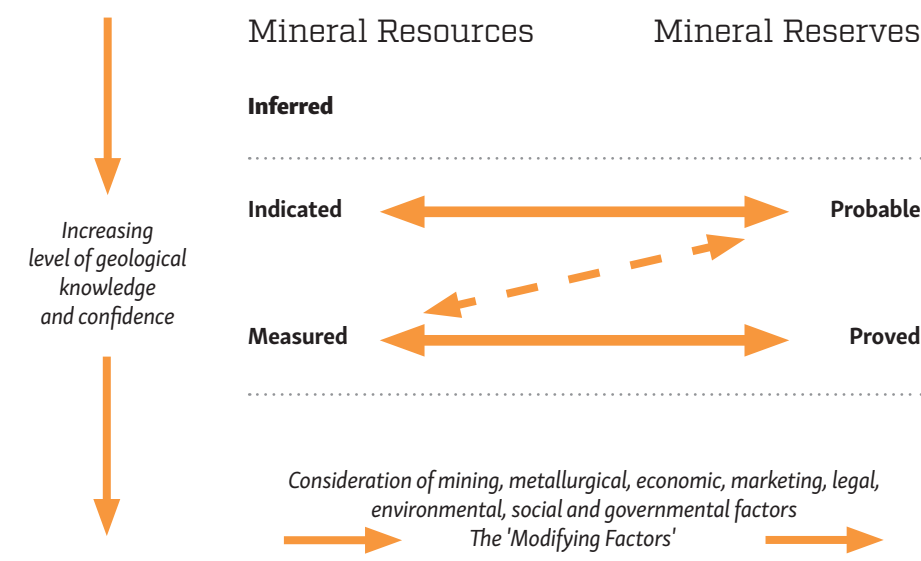 Mineral Resources
Mineral Reserves
Inferred
Indicated
Probable
Increasing
level of geological
knowledge
and confidence
Measured
Proved
Consideration of mining, metallurgical, economic, marketing, legal,
environmental, social and governmental factors
The 'Modifying Factors'